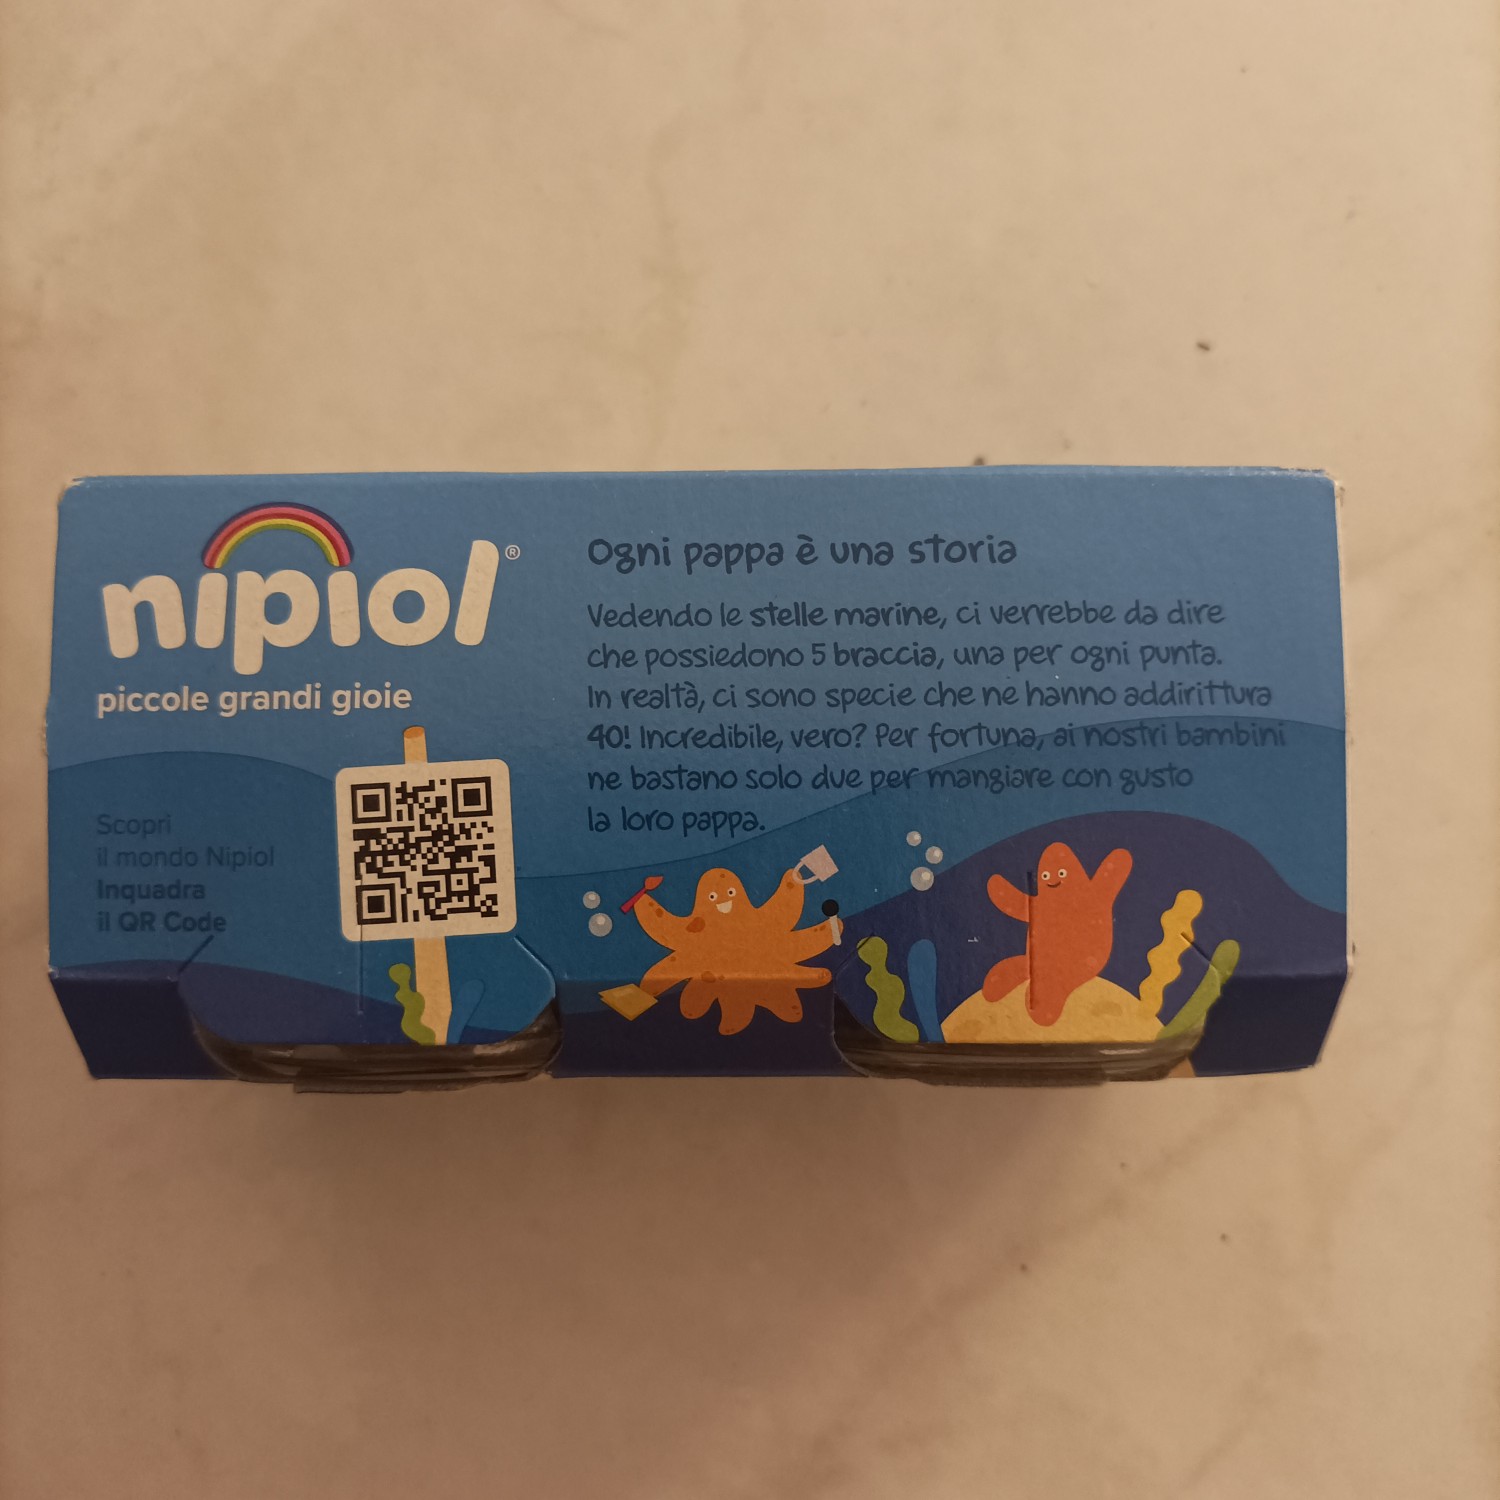 nipiol®
piccole grandi gioie
Scopri
il mondo Nipiol
Inquadra
il QR Code
Ogni pappa è una storia
Vedendo le stelle marine, ci verrebbe da dire
che possiedono 5 braccia, una per ogni punta.
In realtà, ci sono specie che ne hanno addirittura
40! Incredibile, vero? Per fortuna, ai nostri bambini
ne bastano solo due per mangiare con gusto
la loro pappa.